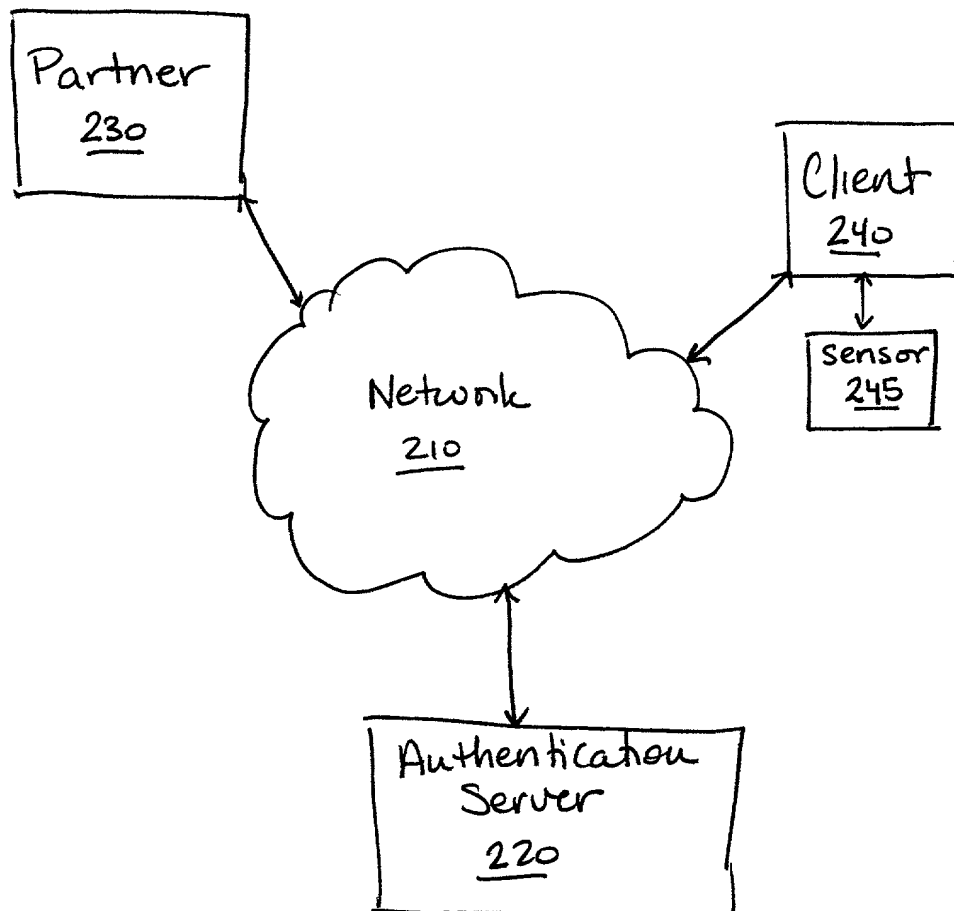 Partner
230
Client
240
sensor
245
Network
210
Authentication
Server
220